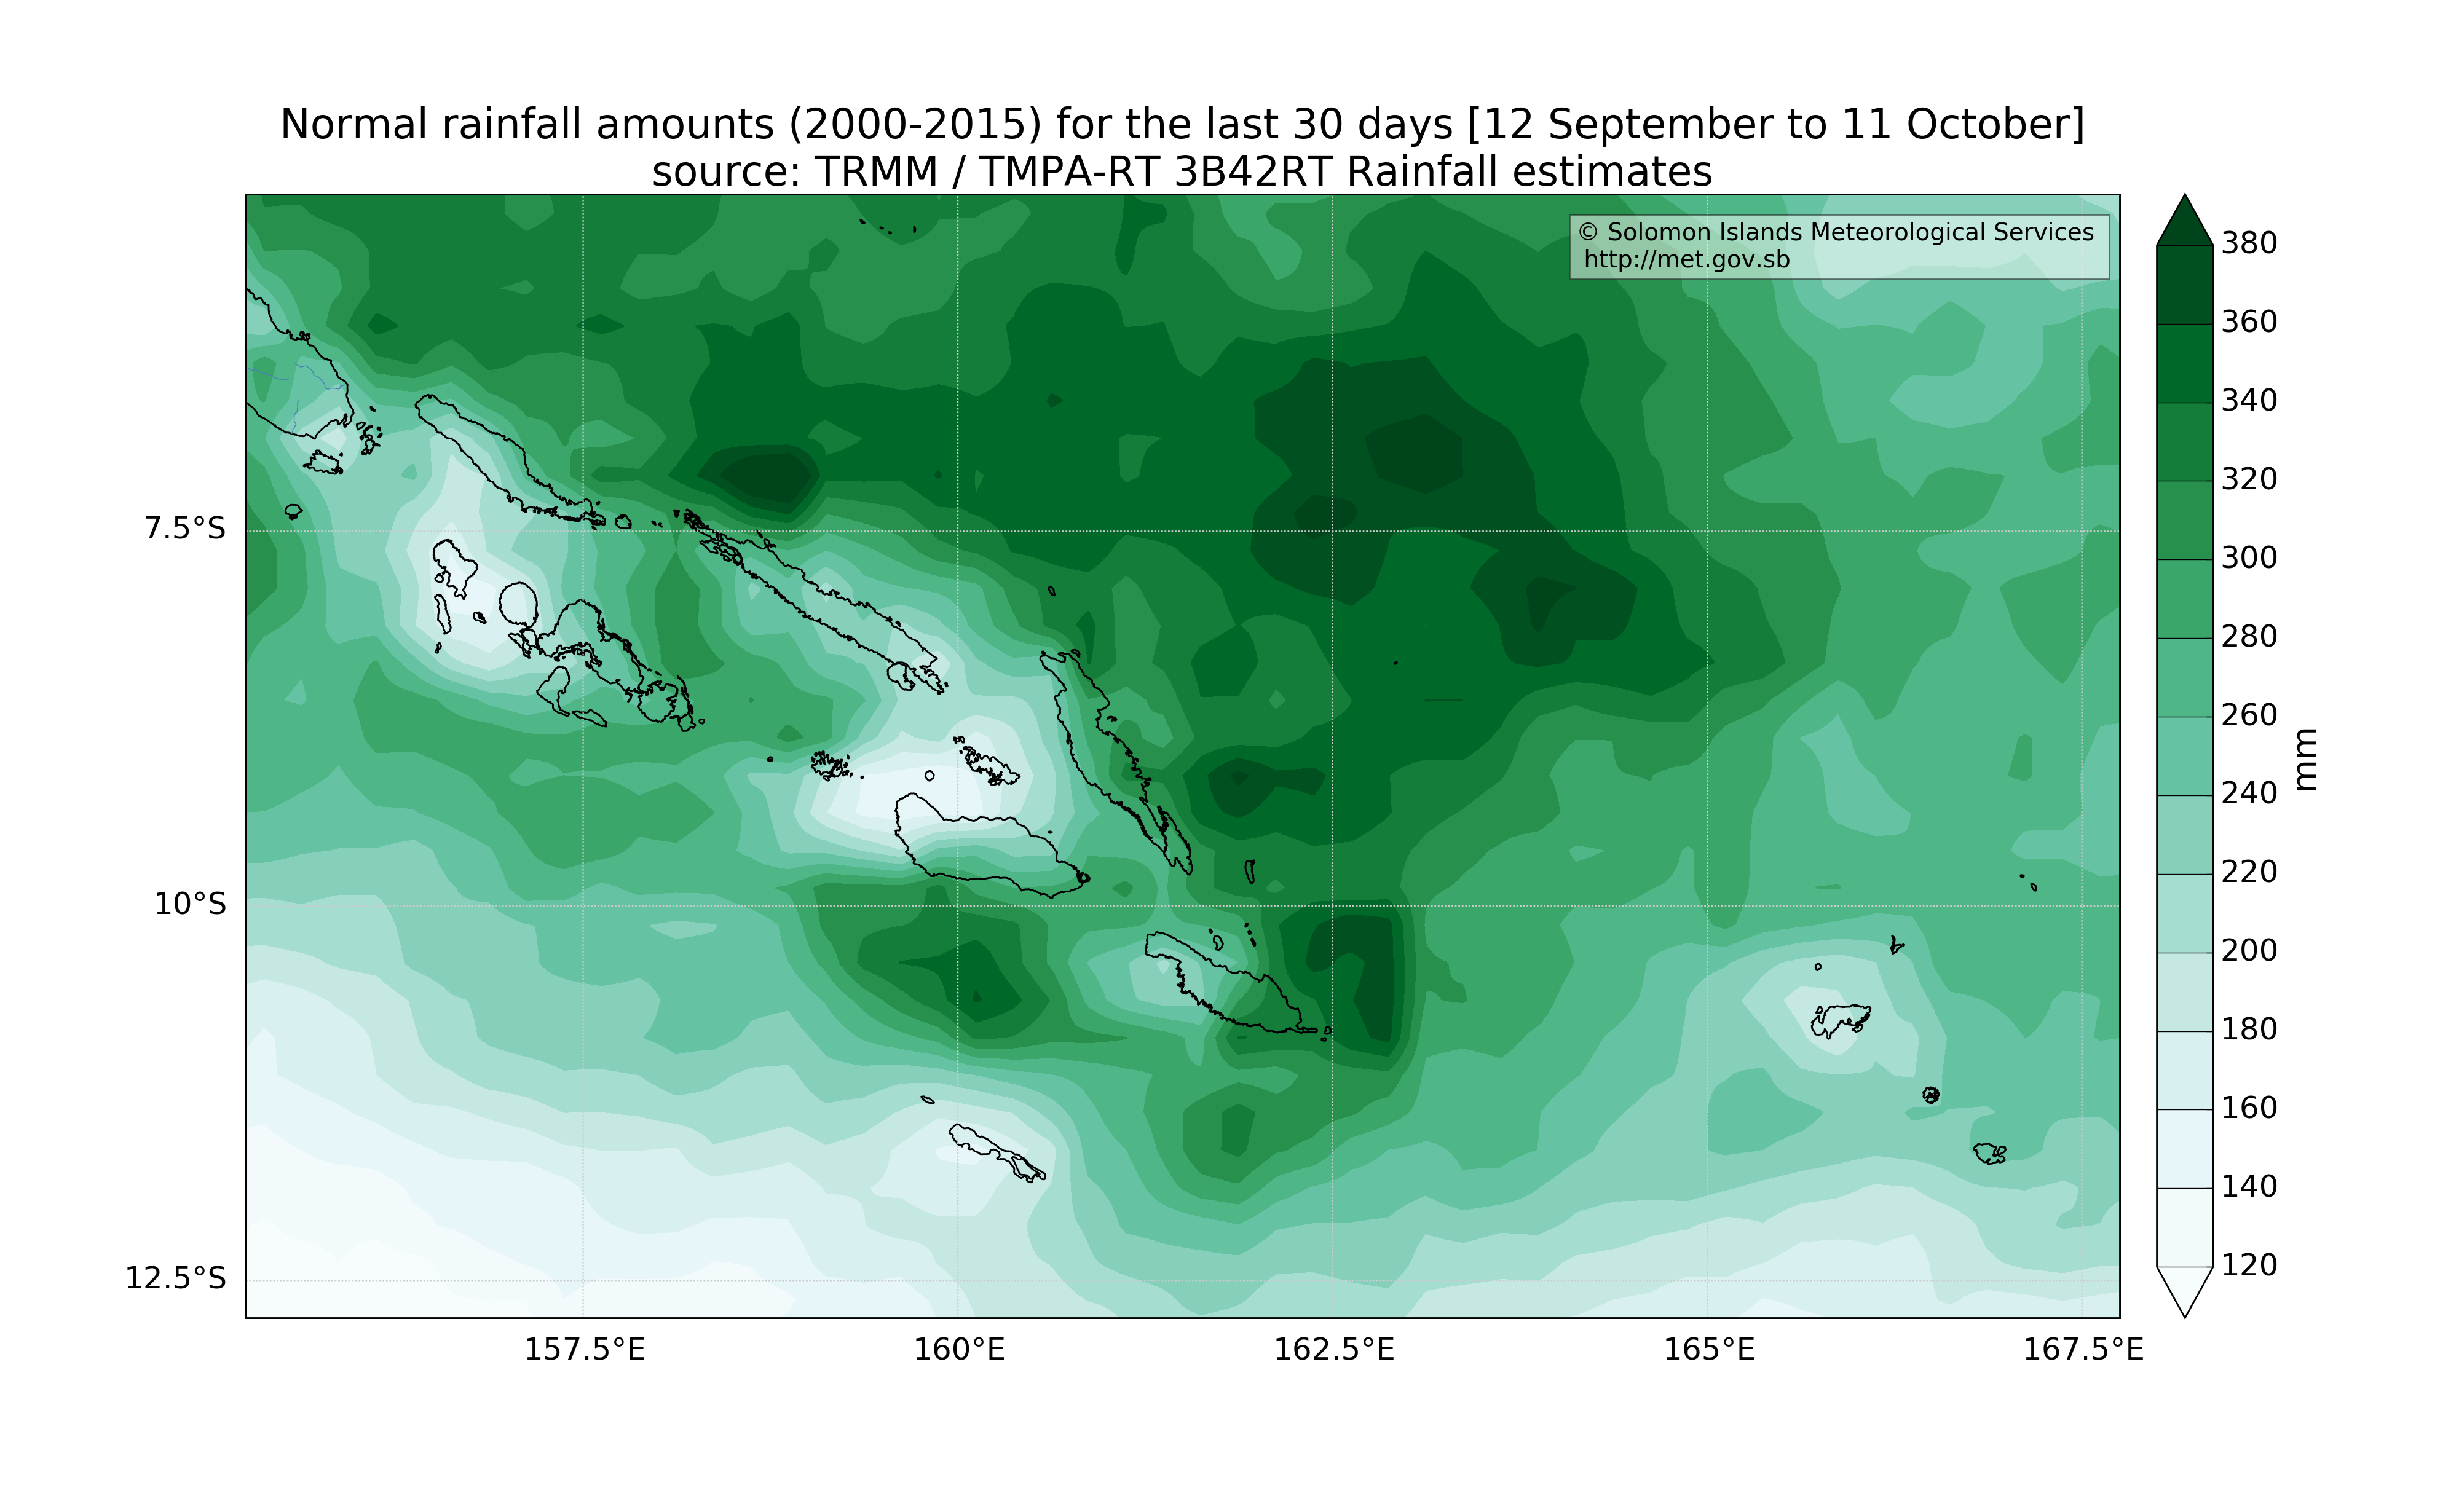 Normal rainfall amounts (2000-2015) for the last 30 days [12 September to 11 October]
source: TRMM / TMPA-RT 3B42RT Rainfall estimates
© Solomon Islands Meteorological Services
http://met.gov.sb
7.5°S
10°S
12.5°S
157.5°E
160°E
162.5°E
165°E
167.5°E
380
360
340
320
300
280
260
240
220
200
180
160
140
120
mm